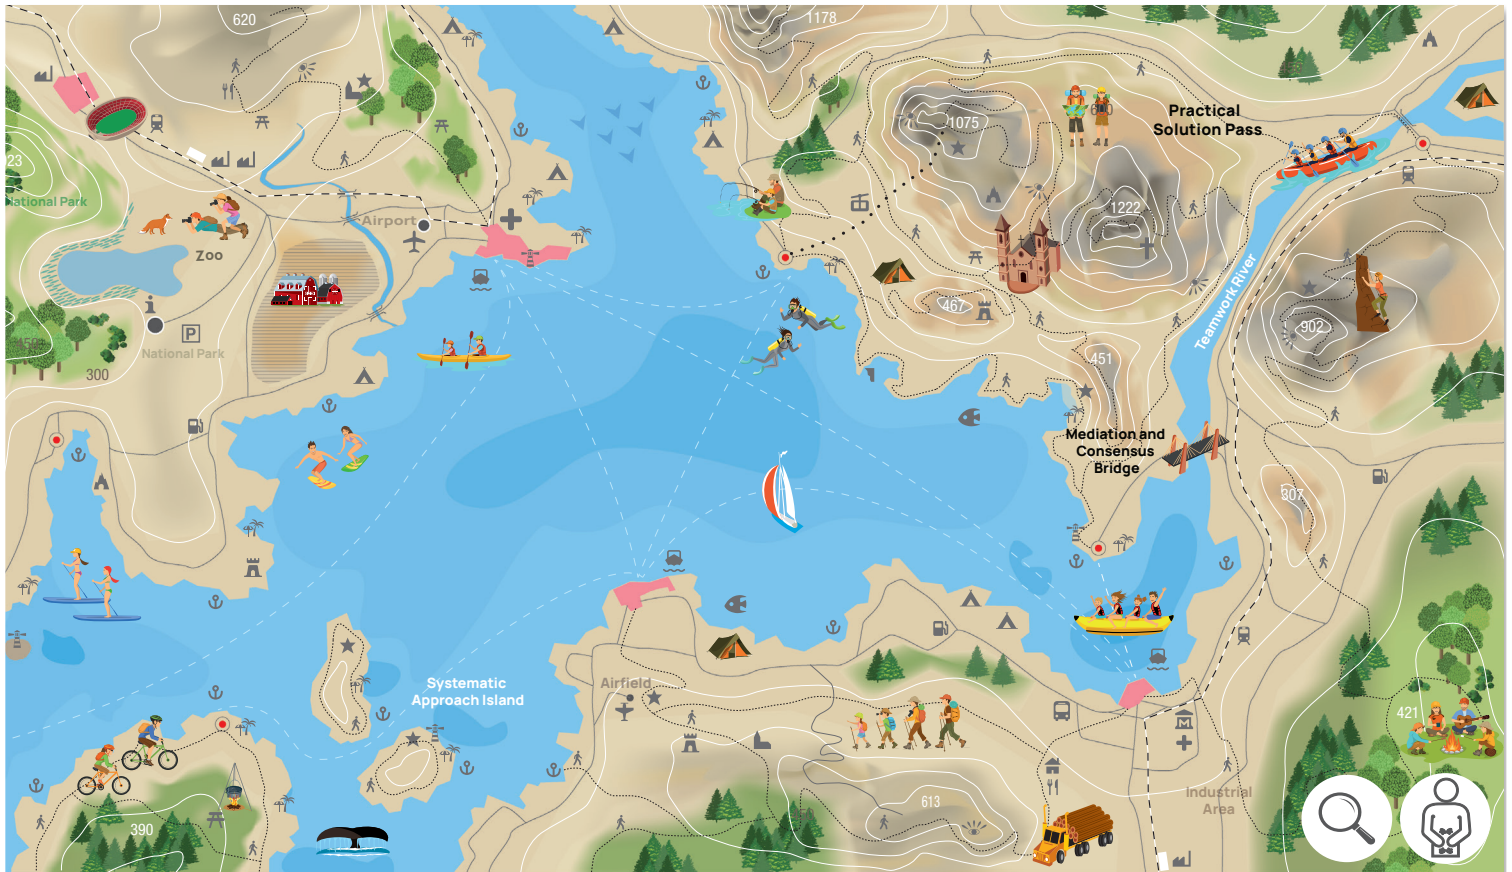 620
1178
Practical
Solution Pass
1075
923
National Park
1222
Airport
Zoo
467
902
National Park
300
451
Teamwork River
Mediation and
Consensus
Bridge
307
Systematic
Approach Island
Airfield
421
613
Industrial
Area
390